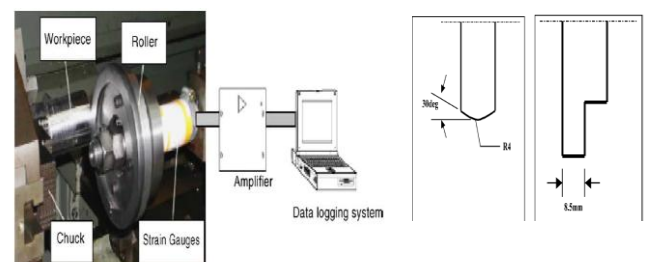 Workpiece
Roller
Chuck
Strain Gauges
Amplifier
Data logging system
30deg
R4
8.5mm